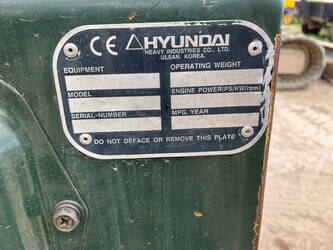 CE HYUNDAI
HEAVY INDUSTRIES CO., LTD.
ULSAN. KOREA.
EQUIPMENT
OPERATING WEIGHT
MODEL
ENGINE POWER(PS/KW/rpm)
SERIAL-NUMBER
MFG. YEAR
DO NOT DEFACE OR REMOVE THIS PLATE